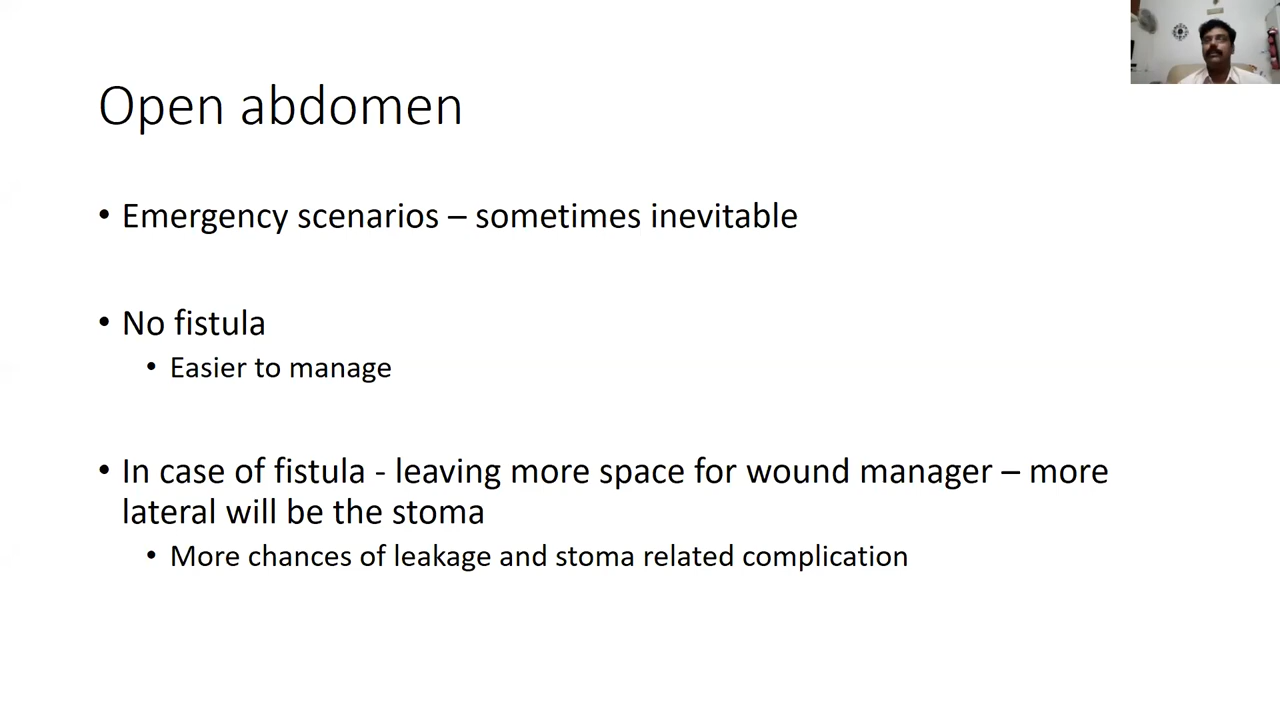 Open abdomen
• Emergency scenarios – sometimes inevitable
• No fistula
• Easier to manage
• In case of fistula - leaving more space for wound manager – more
lateral will be the stoma
• More chances of leakage and stoma related complication